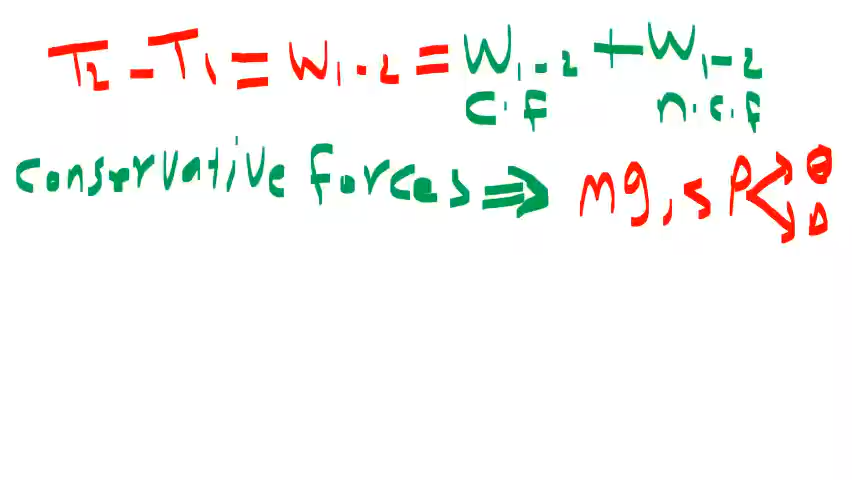 T2 - T1 = W1-2 = W1-2 + W1-2
c.f n.c.f
conservative forces ⇒ mg, sp < θ
Δ